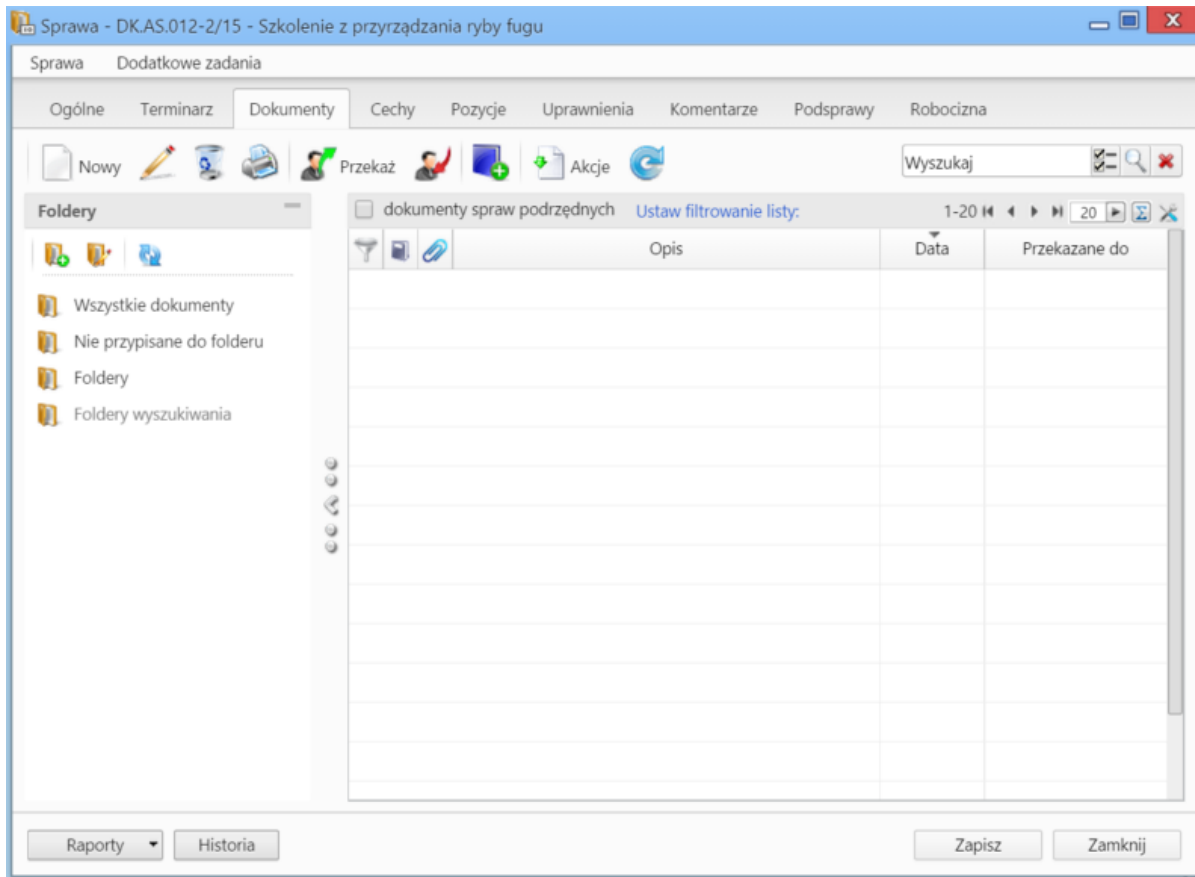 Sprawa - DK.AS.012-2/15 - Szkolenie z przyrządzania ryby fugu
Sprawa Dodatkowe zadania
Ogólne Terminarz Dokumenty Cechy Pozycje Uprawnienia Komentarze Podsprawy Robocizna
Nowy Przekaż Akcje Wyszukaj
Foldery dokumenty spraw podrzędnych Ustaw filtrowanie listy: 1-20 20 Σ
Opis Data Przekazane do
Wszystkie dokumenty
Nie przypisane do folderu
Foldery
Foldery wyszukiwania
Raporty Historia Zapisz Zamknij